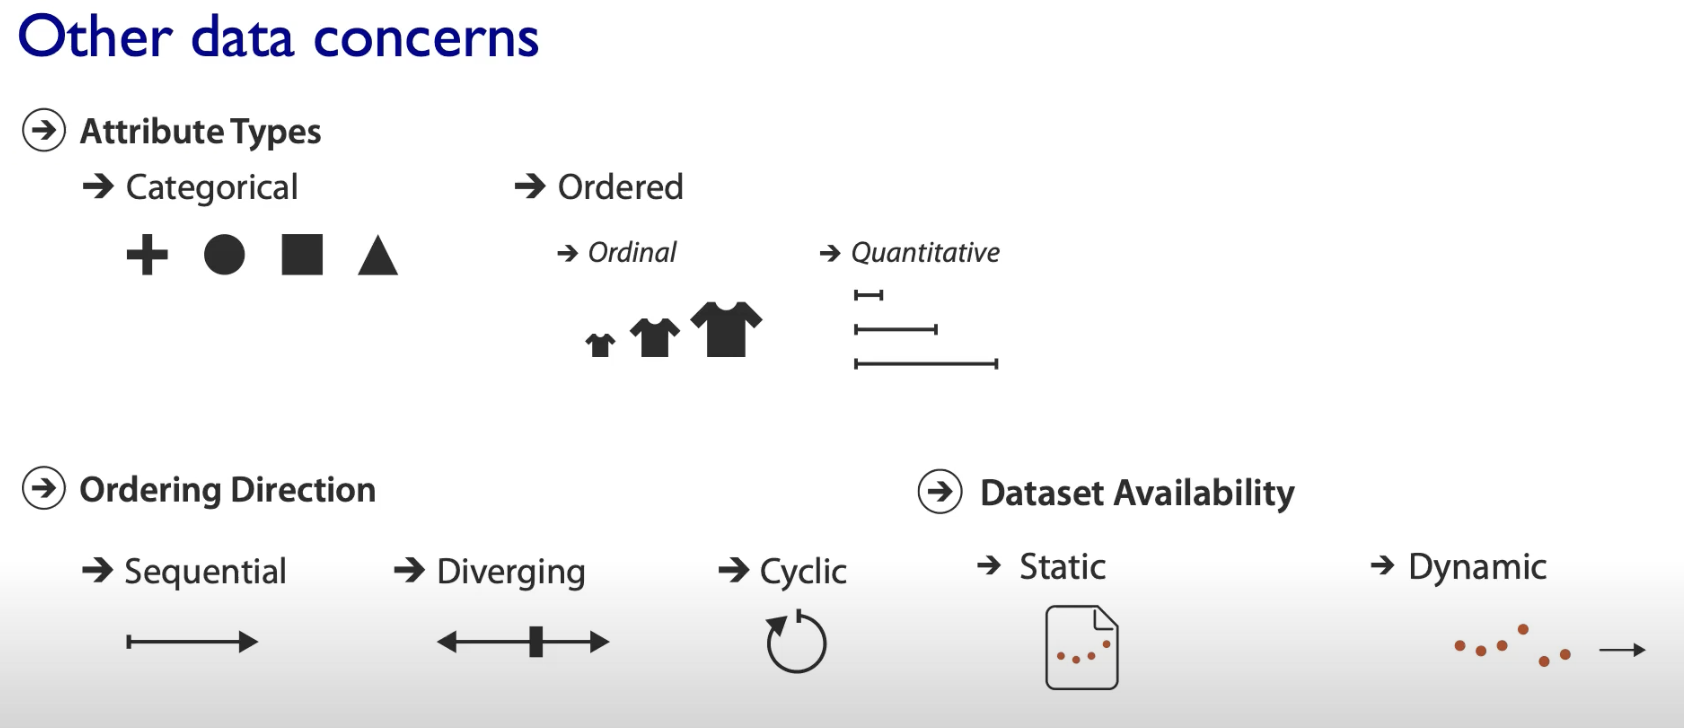 Other data concerns
Attribute Types
Categorical
Ordered
Ordinal
Quantitative
Ordering Direction
Sequential
Diverging
Cyclic
Dataset Availability
Static
Dynamic